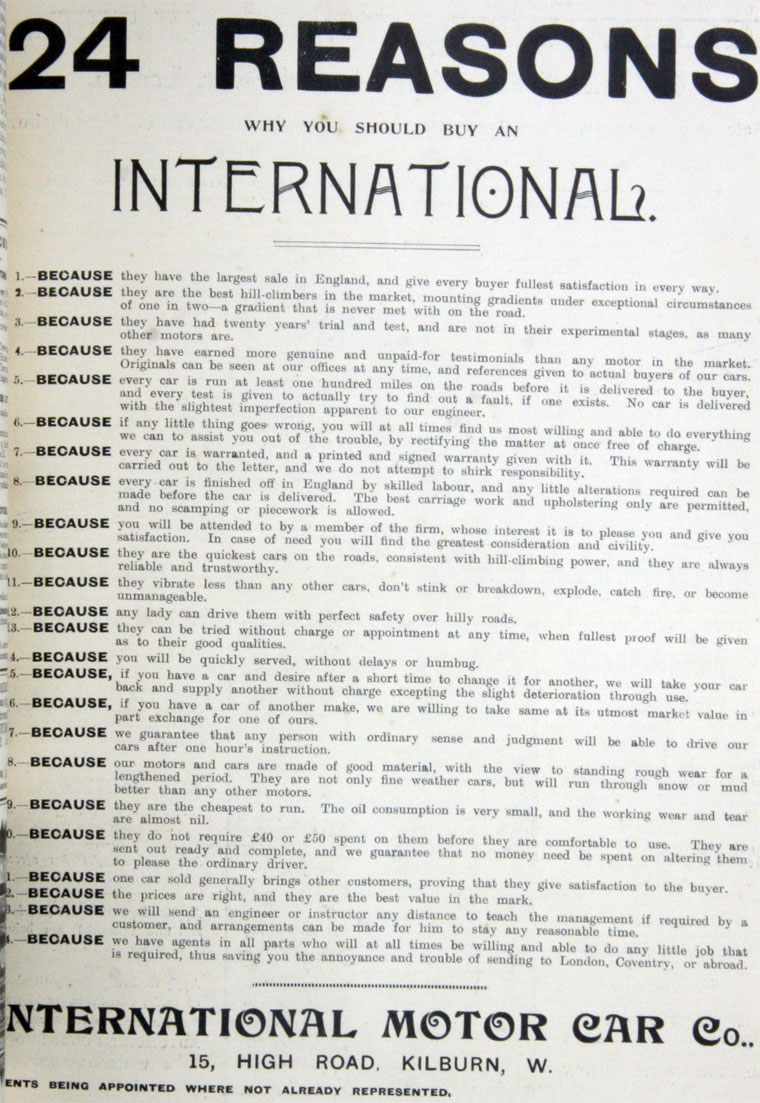 24 REASONS
WHY YOU SHOULD BUY AN
INTERNATIONAL.
1.—BECAUSE they have the largest sale in England, and give every buyer fullest satisfaction in every way.
2.—BECAUSE they are the best hill-climbers in the market, mounting gradients under exceptional circumstances
of one in two—a gradient that is never met with on the road.
3.—BECAUSE they have had twenty years' trial and test, and are not in their experimental stages, as many
other motors are.
4.—BECAUSE they have earned more genuine and unpaid-for testimonials than any motor in the market.
Originals can be seen at our offices at any time, and references given to actual buyers of our cars.
5.—BECAUSE every car is run at least one hundred miles on the roads before it is delivered to the buyer,
and every test is given to actually try to find out a fault, if one exists. No car is delivered
with the slightest imperfection apparent to our engineer.
6.—BECAUSE if any little thing goes wrong, you will at all times find us most willing and able to do everything
we can to assist you out of the trouble, by rectifying the matter at once free of charge.
7.—BECAUSE every car is warranted, and a printed and signed warranty given with it. This warranty will be
carried out to the letter, and we do not attempt to shirk responsibility.
8.—BECAUSE every car is finished off in England by skilled labour, and any little alterations required can be
made before the car is delivered. The best carriage work and upholstering only are permitted,
and no scamping or piecework is allowed.
9.—BECAUSE you will be attended to by a member of the firm, whose interest it is to please you and give you
satisfaction. In case of need you will find the greatest consideration and civility.
10.—BECAUSE they are the quickest cars on the roads, consistent with hill-climbing power, and they are always
reliable and trustworthy.
11.—BECAUSE they vibrate less than any other cars, don't stink or breakdown, explode, catch fire, or become
unmanageable.
12.—BECAUSE any lady can drive them with perfect safety over hilly roads.
13.—BECAUSE they can be tried without charge or appointment at any time, when fullest proof will be given
as to their good qualities.
4.—BECAUSE you will be quickly served, without delays or humbug.
5.—BECAUSE, if you have a car and desire after a short time to change it for another, we will take your car
back and supply another without charge excepting the slight deterioration through use.
6.—BECAUSE, if you have a car of another make, we are willing to take same at its utmost market value in
part exchange for one of ours.
7.—BECAUSE we guarantee that any person with ordinary sense and judgment will be able to drive our
cars after one hour's instruction.
8.—BECAUSE our motors and cars are made of good material, with the view to standing rough wear for a
lengthened period. They are not only fine weather cars, but will run through snow or mud
better than any other motors.
9.—BECAUSE they are the cheapest to run. The oil consumption is very small, and the working wear and tear
are almost nil.
0.—BECAUSE they do not require £40 or £50 spent on them before they are comfortable to use. They are
sent out ready and complete, and we guarantee that no money need be spent on altering them
to please the ordinary driver.
1.—BECAUSE one car sold generally brings other customers, proving that they give satisfaction to the buyer.
2.—BECAUSE the prices are right, and they are the best value in the mark.
3.—BECAUSE we will send an engineer or instructor any distance to teach the management if required by a
customer, and arrangements can be made for him to stay any reasonable time.
4.—BECAUSE we have agents in all parts who will at all times be willing and able to do any little job that
is required, thus saving you the annoyance and trouble of sending to London, Coventry, or abroad.
NTERNATIONAL MOTOR CAR Co.,
15, HIGH ROAD, KILBURN, W.
ENTS BEING APPOINTED WHERE NOT ALREADY REPRESENTED.